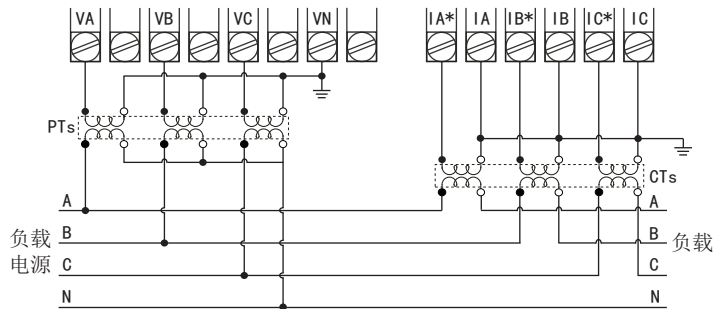 VA VB VC VN IA* IA IB* IB IC* IC
PTs
CTs
A A
负载 B B 负载
电源 C C
N N